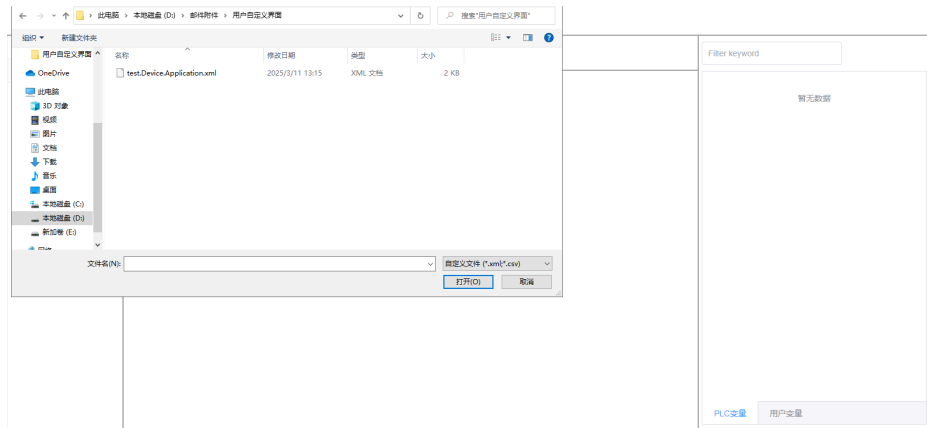 此电脑 › 本地磁盘 (D:) › 邮件附件 › 用户自定义界面
搜索"用户自定义界面"
组织 新建文件夹
用户自定义界面
OneDrive
此电脑
3D 对象
视频
图片
文档
下载
音乐
桌面
本地磁盘 (C:)
本地磁盘 (D:)
新加卷 (E:)
名称 修改日期 类型 大小
test.Device.Application.xml 2025/3/11 13:15 XML 文档 2 KB
文件名(N):
自定义文件 (*.xml;*.csv)
打开(O) 取消
Filler keyword
暂无数据
PLC变量 用户变量